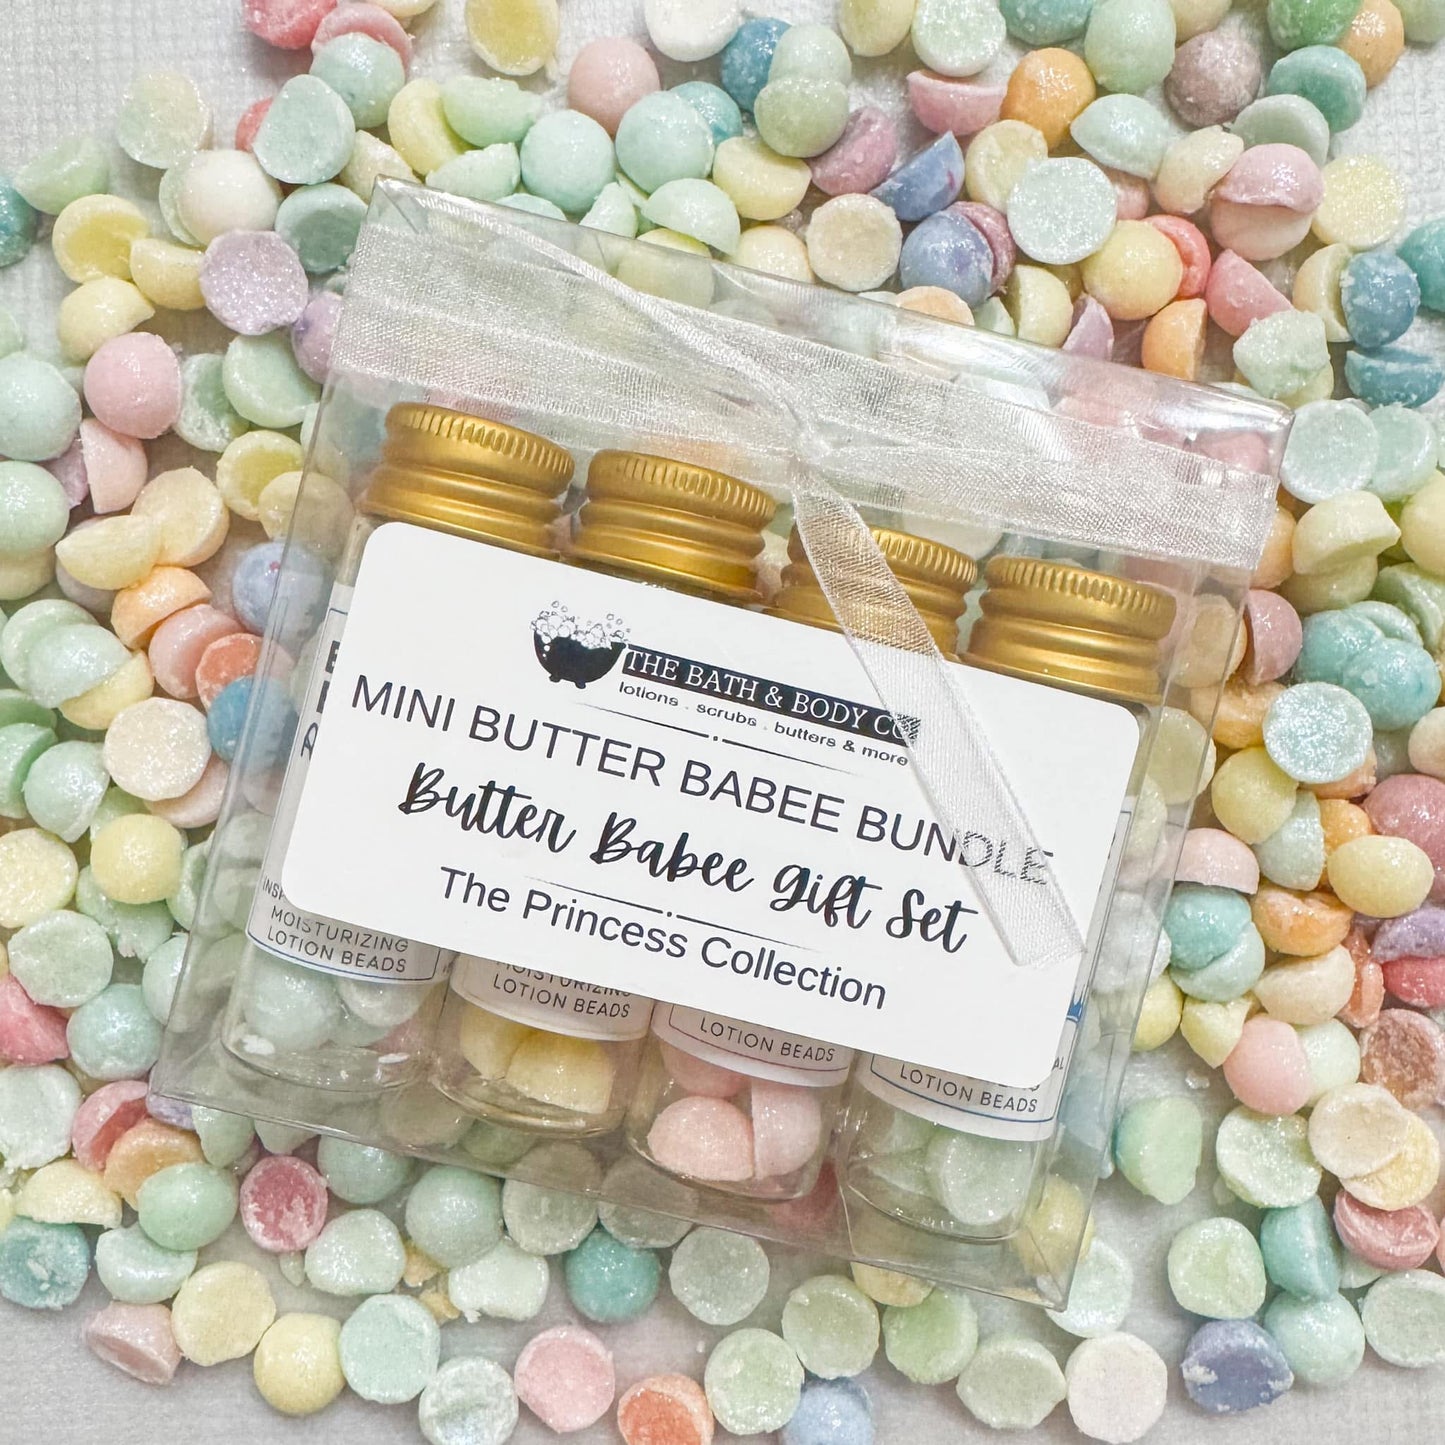 THE BATH & BODY CO.
lotions . scrubs . butters & more
MINI BUTTER BABEE BUNDLE
Butter Babee Gift Set
The Princess Collection
MOISTURIZING
LOTION BEADS
MOISTURIZING
LOTION BEADS
LOTION BEADS
LOTION BEADS